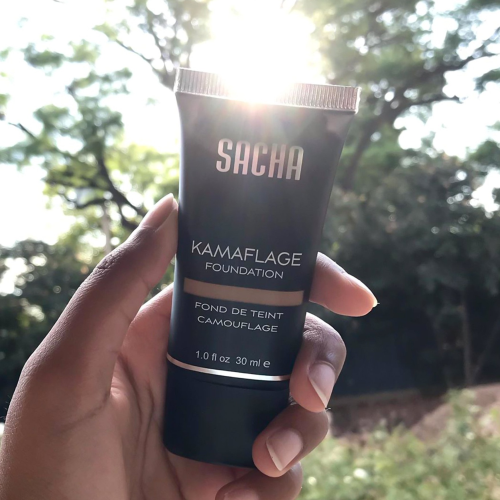 SACHA
KAMAFLAGE
FOUNDATION
FOND DE TEINT
CAMOUFLAGE
1.0 fl oz 30 ml e